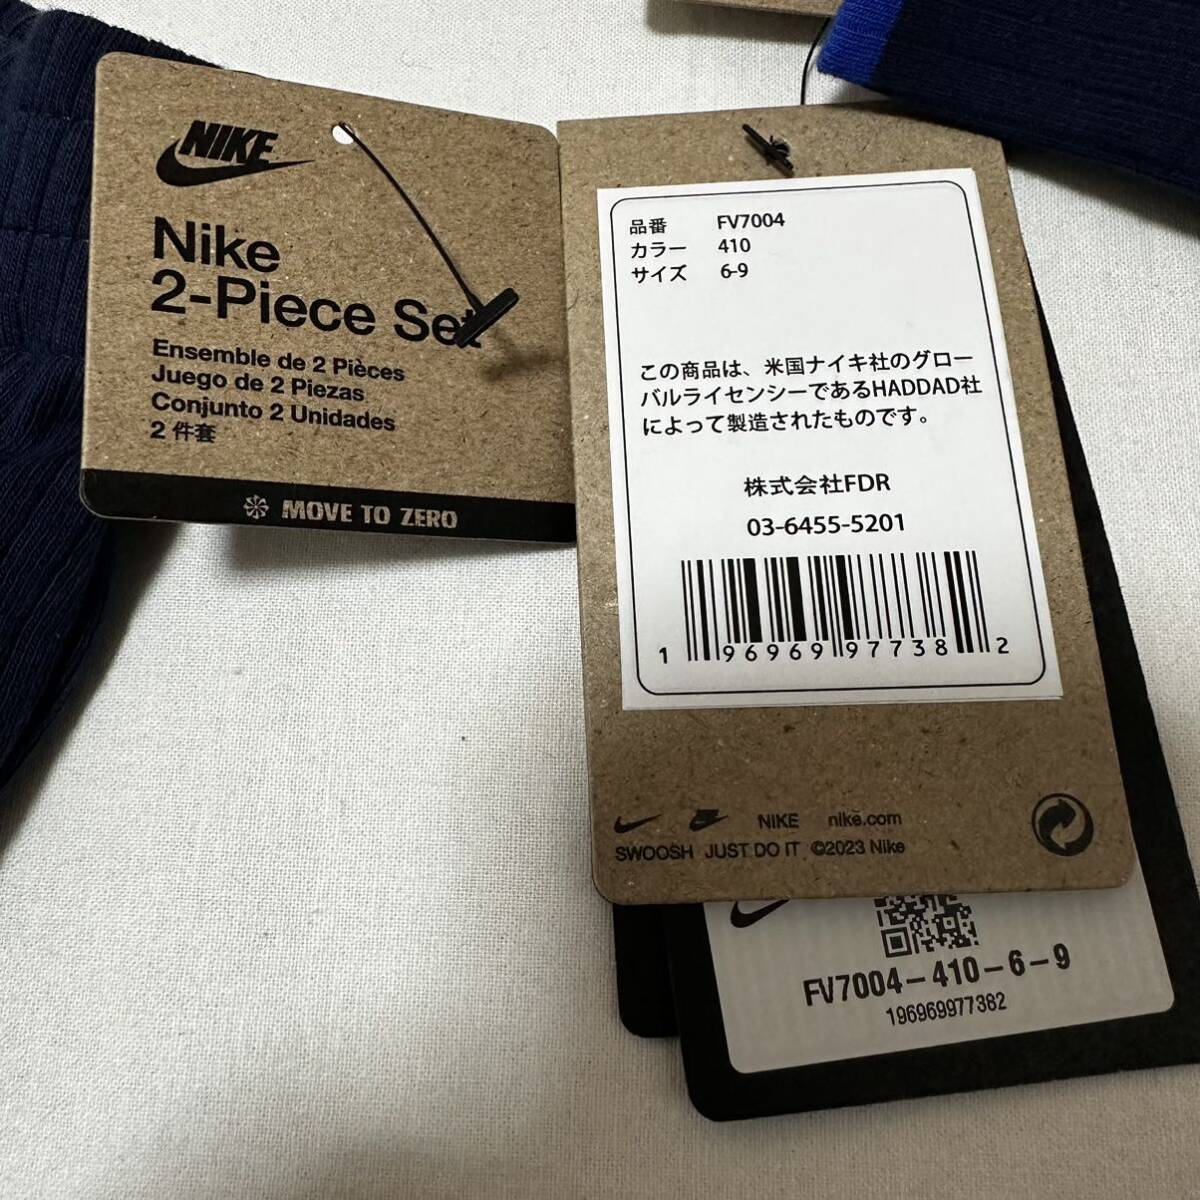 NIKE
Nike
2-Piece Set
Ensemble de 2 Pièces
Juego de 2 Piezas
Conjunto 2 Unidades
2 件套
MOVE TO ZERO
品番 FV7004
カラー 410
サイズ 6-9
この商品は、米国ナイキ社のグロー
バルライセンシーであるHADDAD社
によって製造されたものです。
株式会社FDR
03-6455-5201
1 96969 97738 2
NIKE nike.com
SWOOSH JUST DO IT ©2023 Nike
FV7004-410-6-9
196969977382